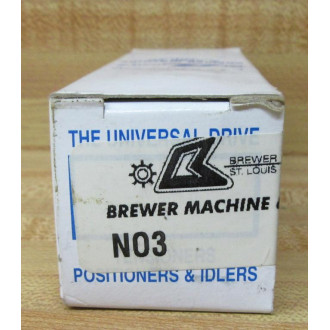 THE UNIVERSAL DRIVE
BREWER
ST. LOUIS
BREWER MACHINE
N03
POSITIONERS & IDLERS